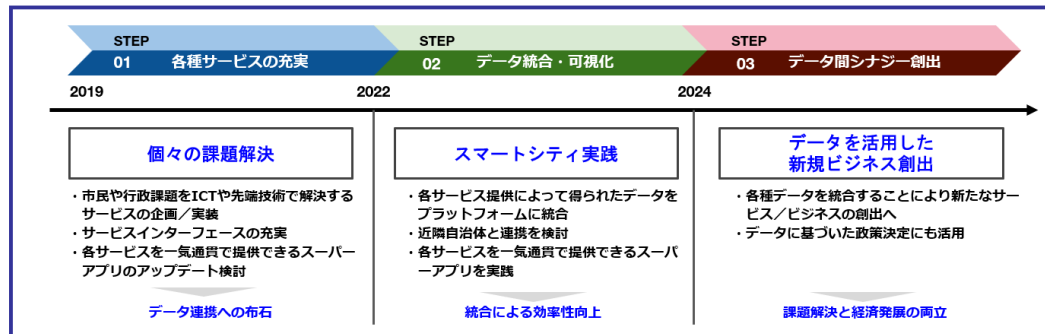 STEP
01 各種サービスの充実
STEP
02 データ統合・可視化
STEP
03 データ間シナジー創出
2019
2022
2024
個々の課題解決
・市民や行政課題をICTや先端技術で解決する
サービスの企画／実装
・サービスインターフェースの充実
・各サービスを一気通貫で提供できるスーパー
アプリのアップデート検討
データ連携への布石
スマートシティ実践
・各サービス提供によって得られたデータを
プラットフォームに統合
・近隣自治体と連携を検討
・各サービスを一気通貫で提供できるスーパ
ーアプリを実践
統合による効率性向上
データを活用した
新規ビジネス創出
・各種データを統合することにより新たなサー
ビス／ビジネスの創出へ
・データに基づいた政策決定にも活用
課題解決と経済発展の両立